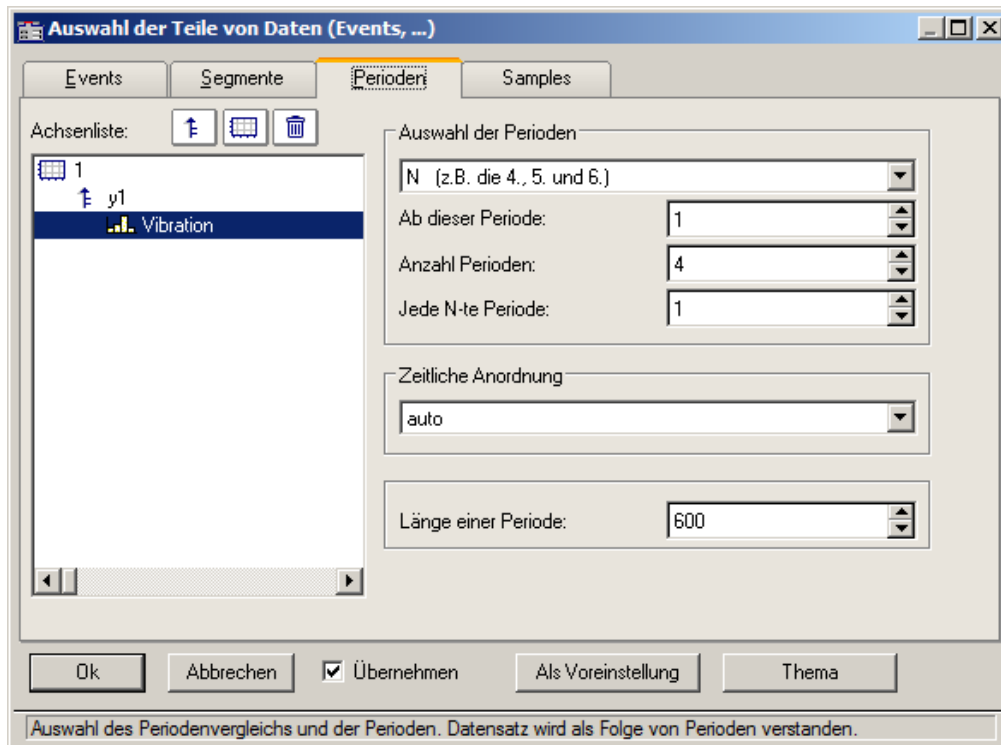 Auswahl der Teile von Daten (Events, ...)
Events Segmente Perioden Samples
Achsenliste:
1
y1
Vibration
Auswahl der Perioden
N (z.B. die 4., 5. und 6.)
Ab dieser Periode: 1
Anzahl Perioden: 4
Jede N-te Periode: 1
Zeitliche Anordnung
auto
Länge einer Periode: 600
Ok Abbrechen Übernehmen Als Voreinstellung Thema
Auswahl des Periodenvergleichs und der Perioden. Datensatz wird als Folge von Perioden verstanden.